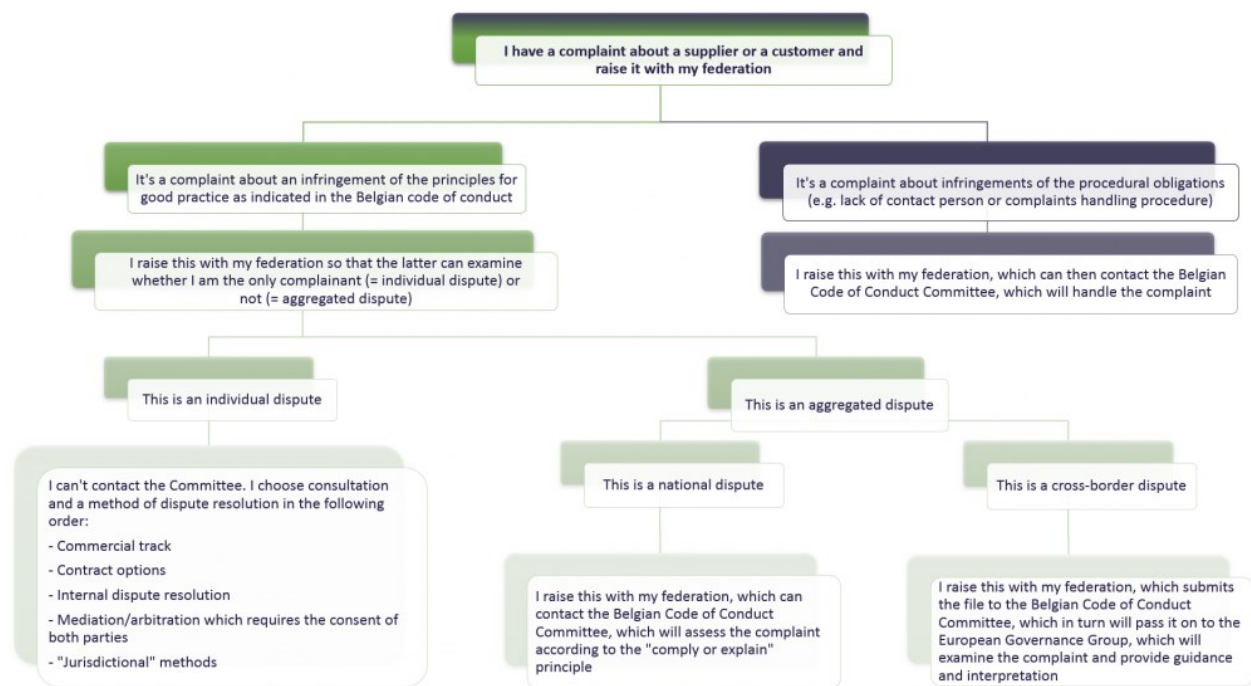 I have a complaint about a supplier or a customer and
raise it with my federation
It's a complaint about an infringement of the principles for
good practice as indicated in the Belgian code of conduct
It's a complaint about infringements of the procedural obligations
(e.g. lack of contact person or complaints handling procedure)
I raise this with my federation so that the latter can examine
whether I am the only complainant (= individual dispute) or
not (= aggregated dispute)
I raise this with my federation, which can then contact the Belgian
Code of Conduct Committee, which will handle the complaint
This is an individual dispute
This is an aggregated dispute
I can't contact the Committee. I choose consultation
and a method of dispute resolution in the following
order:
- Commercial track
- Contract options
- Internal dispute resolution
- Mediation/arbitration which requires the consent of
both parties
- "Jurisdictional" methods
This is a national dispute
This is a cross-border dispute
I raise this with my federation, which can
contact the Belgian Code of Conduct
Committee, which will assess the complaint
according to the "comply or explain"
principle
I raise this with my federation, which submits
the file to the Belgian Code of Conduct
Committee, which in turn will pass it on to the
European Governance Group, which will
examine the complaint and provide guidance
and interpretation